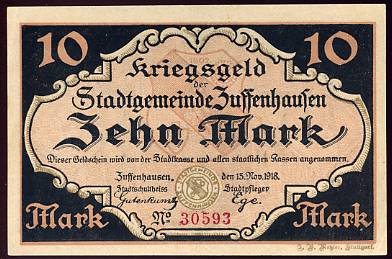 10 10
Kriegsgeld
der
Stadtgemeinde Zuffenhausen
Zehn Mark
Dieser Geldschein wird von der Stadtkasse und allen staatlichen Kassen angenommen.
Zuffenhausen, den 15. Nov. 1918.
Stadtschultheiss Stadtpfleger
Gutenkunst Ege.
Mark № 30593 Mark
Stuttgart.